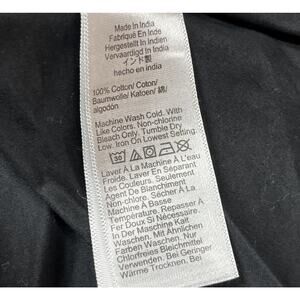 Made In India
Fabriqué En Inde
Hergestellt In Indien
Vervaardigd In India
インド製
hecho en india
100% Cotton/ Coton/
Baumwolle/ Katoen/ 綿/
algodón
Machine Wash Cold. With
Like Colors. Non-chlorine
Bleach Only. Tumble Dry
Low. Iron On Lowest Setting
30
Laver À La Machine À L'eau
Froide. Laver En Séparant
Les Couleurs. Seulement
Agent De Blanchiment
Non-chlore. Sécher À La
Machine À Basse
Température. Repasser À
Fer Doux Si Nécessaire.
In Der Maschine Kalt
Waschen. Mit Ähnlichen
Farben Waschen. Nur
Chlorfreies Bleichmittel
Verwenden. Bei Geringer
Wärme Trocknen. Bei